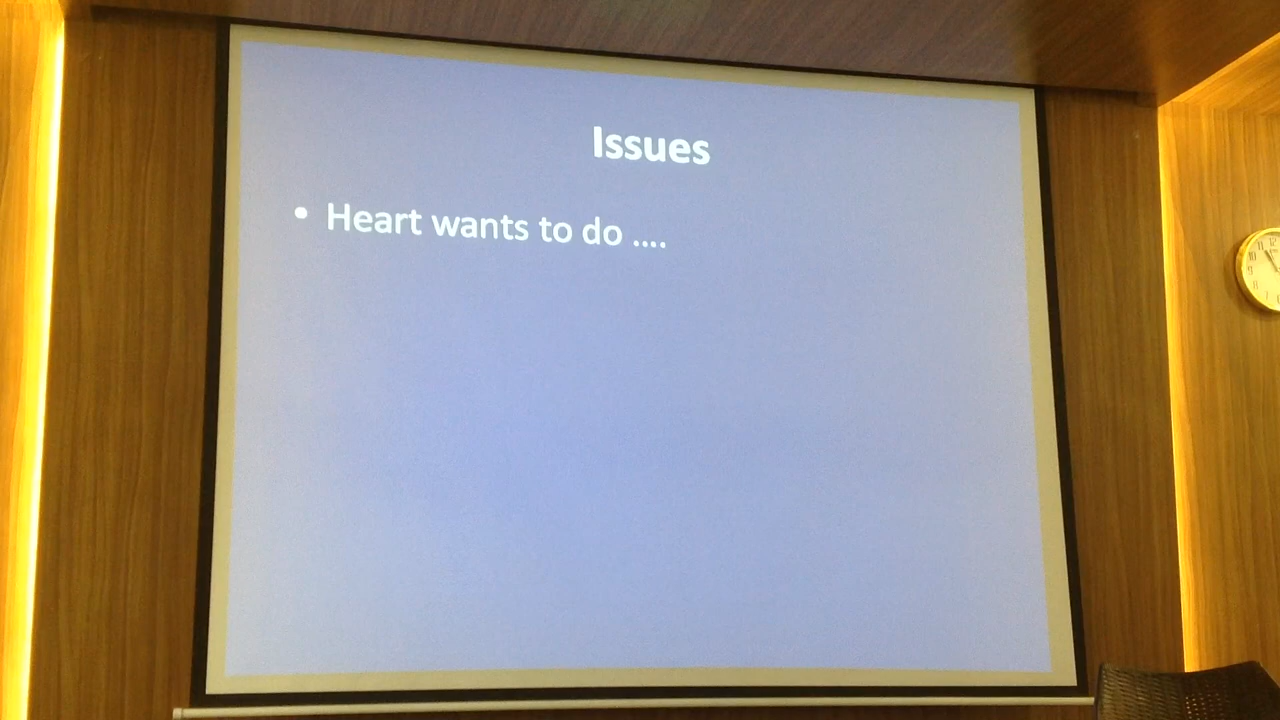 Issues
• Heart wants to do ....